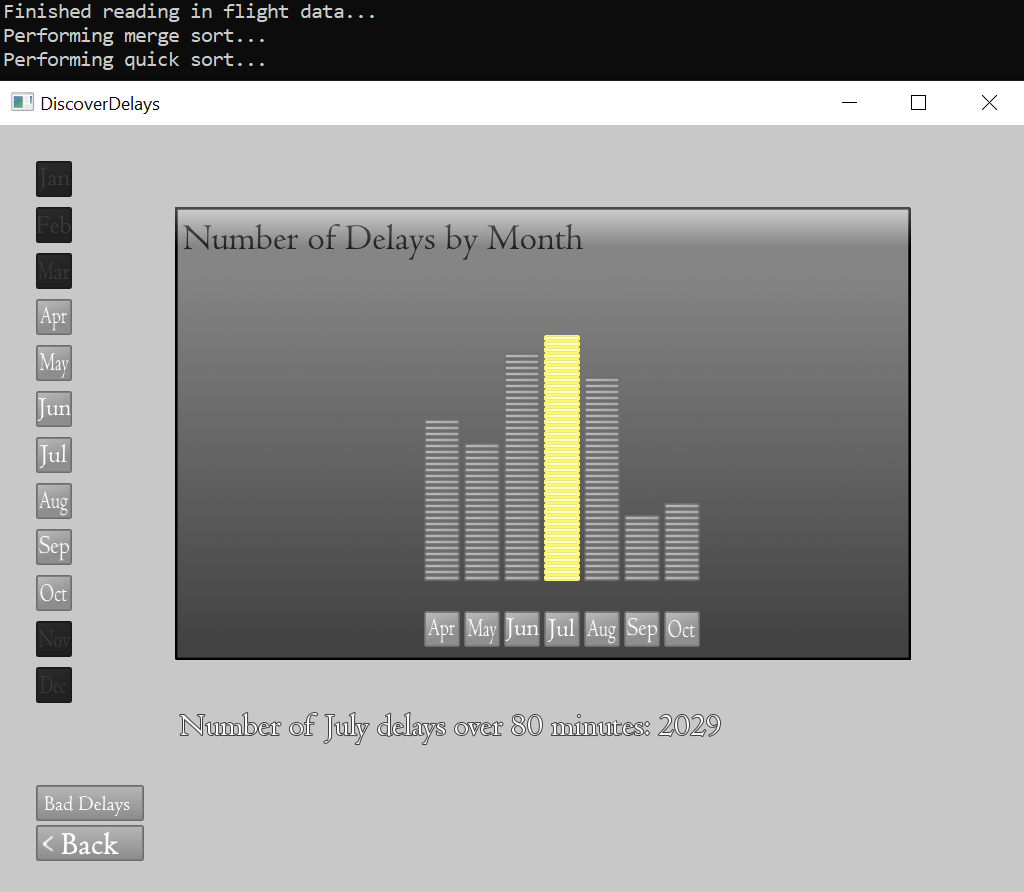 Finished reading in flight data...
Performing merge sort...
Performing quick sort...
DiscoverDelays
Jan
Feb
Mar
Apr
May
Jun
Jul
Aug
Sep
Oct
Nov
Dec
Number of Delays by Month
Apr May Jun Jul Aug Sep Oct
Number of July delays over 80 minutes: 2029
Bad Delays
< Back